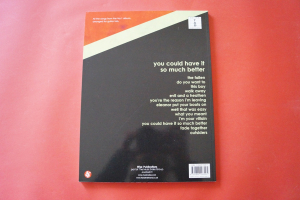 you could have it
so much better
the fallen
do you want to
this boy
walk away
evil and a heathen
you're the reason i'm leaving
eleanor put your boots on
well that was easy
what you meant
i'm your villain
you could have it so much better
fade together
outsiders